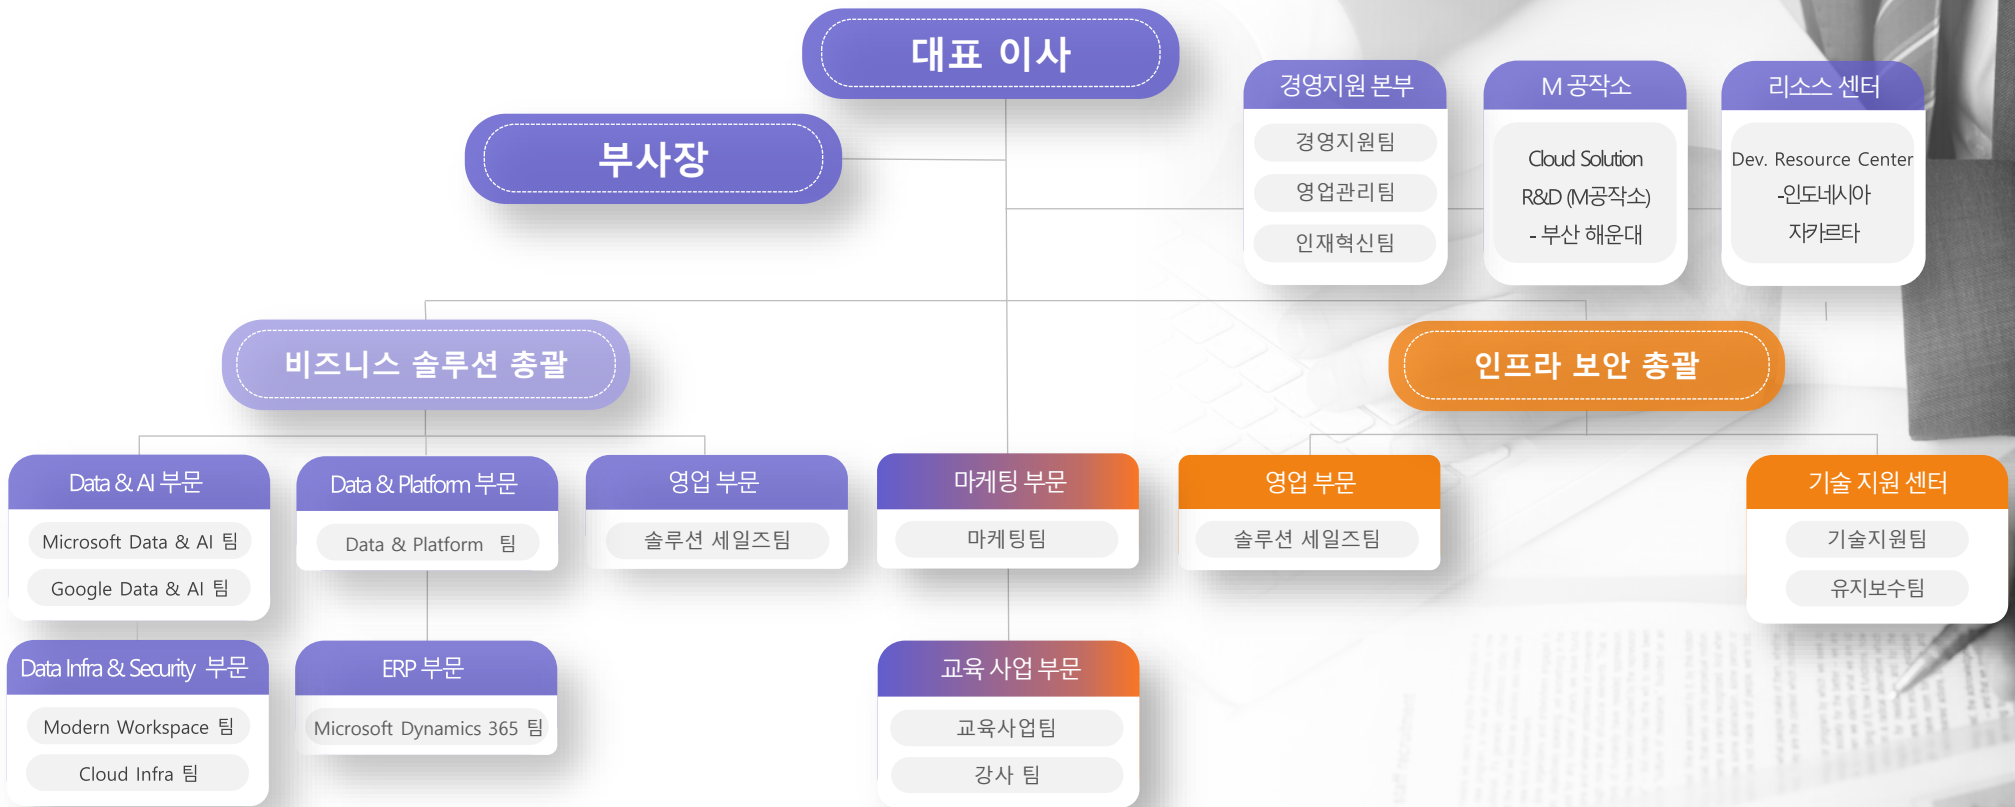 대표 이사
부사장
경영지원 본부
경영지원팀
영업관리팀
인재혁신팀
M 공작소
Cloud Solution
R&D (M공작소)
- 부산 해운대
리소스 센터
Dev. Resource Center
-인도네시아
자카르타
비즈니스 솔루션 총괄
인프라 보안 총괄
Data & AI 부문
Microsoft Data & AI 팀
Google Data & AI 팀
Data & Platform 부문
Data & Platform 팀
영업 부문
솔루션 세일즈팀
마케팅 부문
마케팅팀
영업 부문
솔루션 세일즈팀
기술 지원 센터
기술지원팀
유지보수팀
Data Infra & Security 부문
Modern Workspace 팀
Cloud Infra 팀
ERP 부문
Microsoft Dynamics 365 팀
교육 사업 부문
교육사업팀
강사 팀